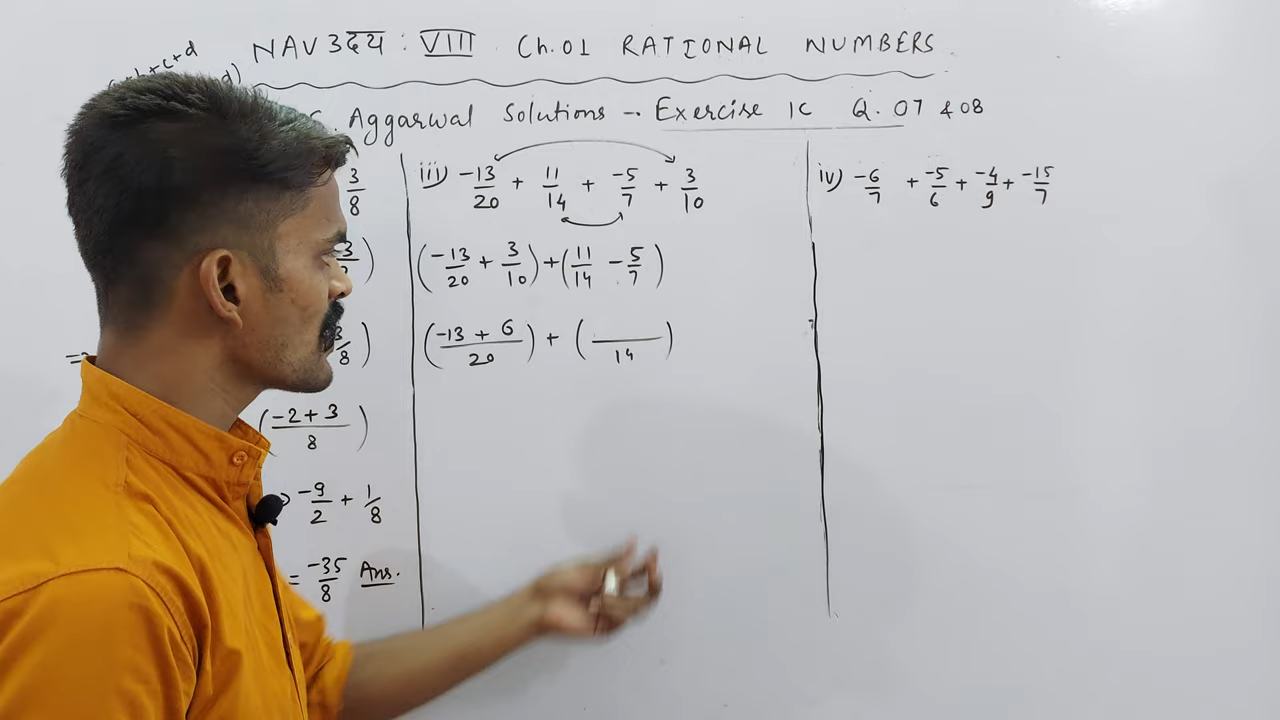 NAV उदय : VIII Ch.01 RATIONAL NUMBERS
Aggarwal Solutions -- Exercise 1C Q. 07 & 08
+c+d
d)
3/8
)
3/8)
(-2+3/8)
-9/2 + 1/8
= -35/8 Ans.
iii) -13/20 + 11/14 + -5/7 + 3/10
(-13/20 + 3/10) + (11/14 - 5/7)
(-13 + 6/20) + ( /14)
iv) -6/7 + -5/6 + -4/9 + -15/7